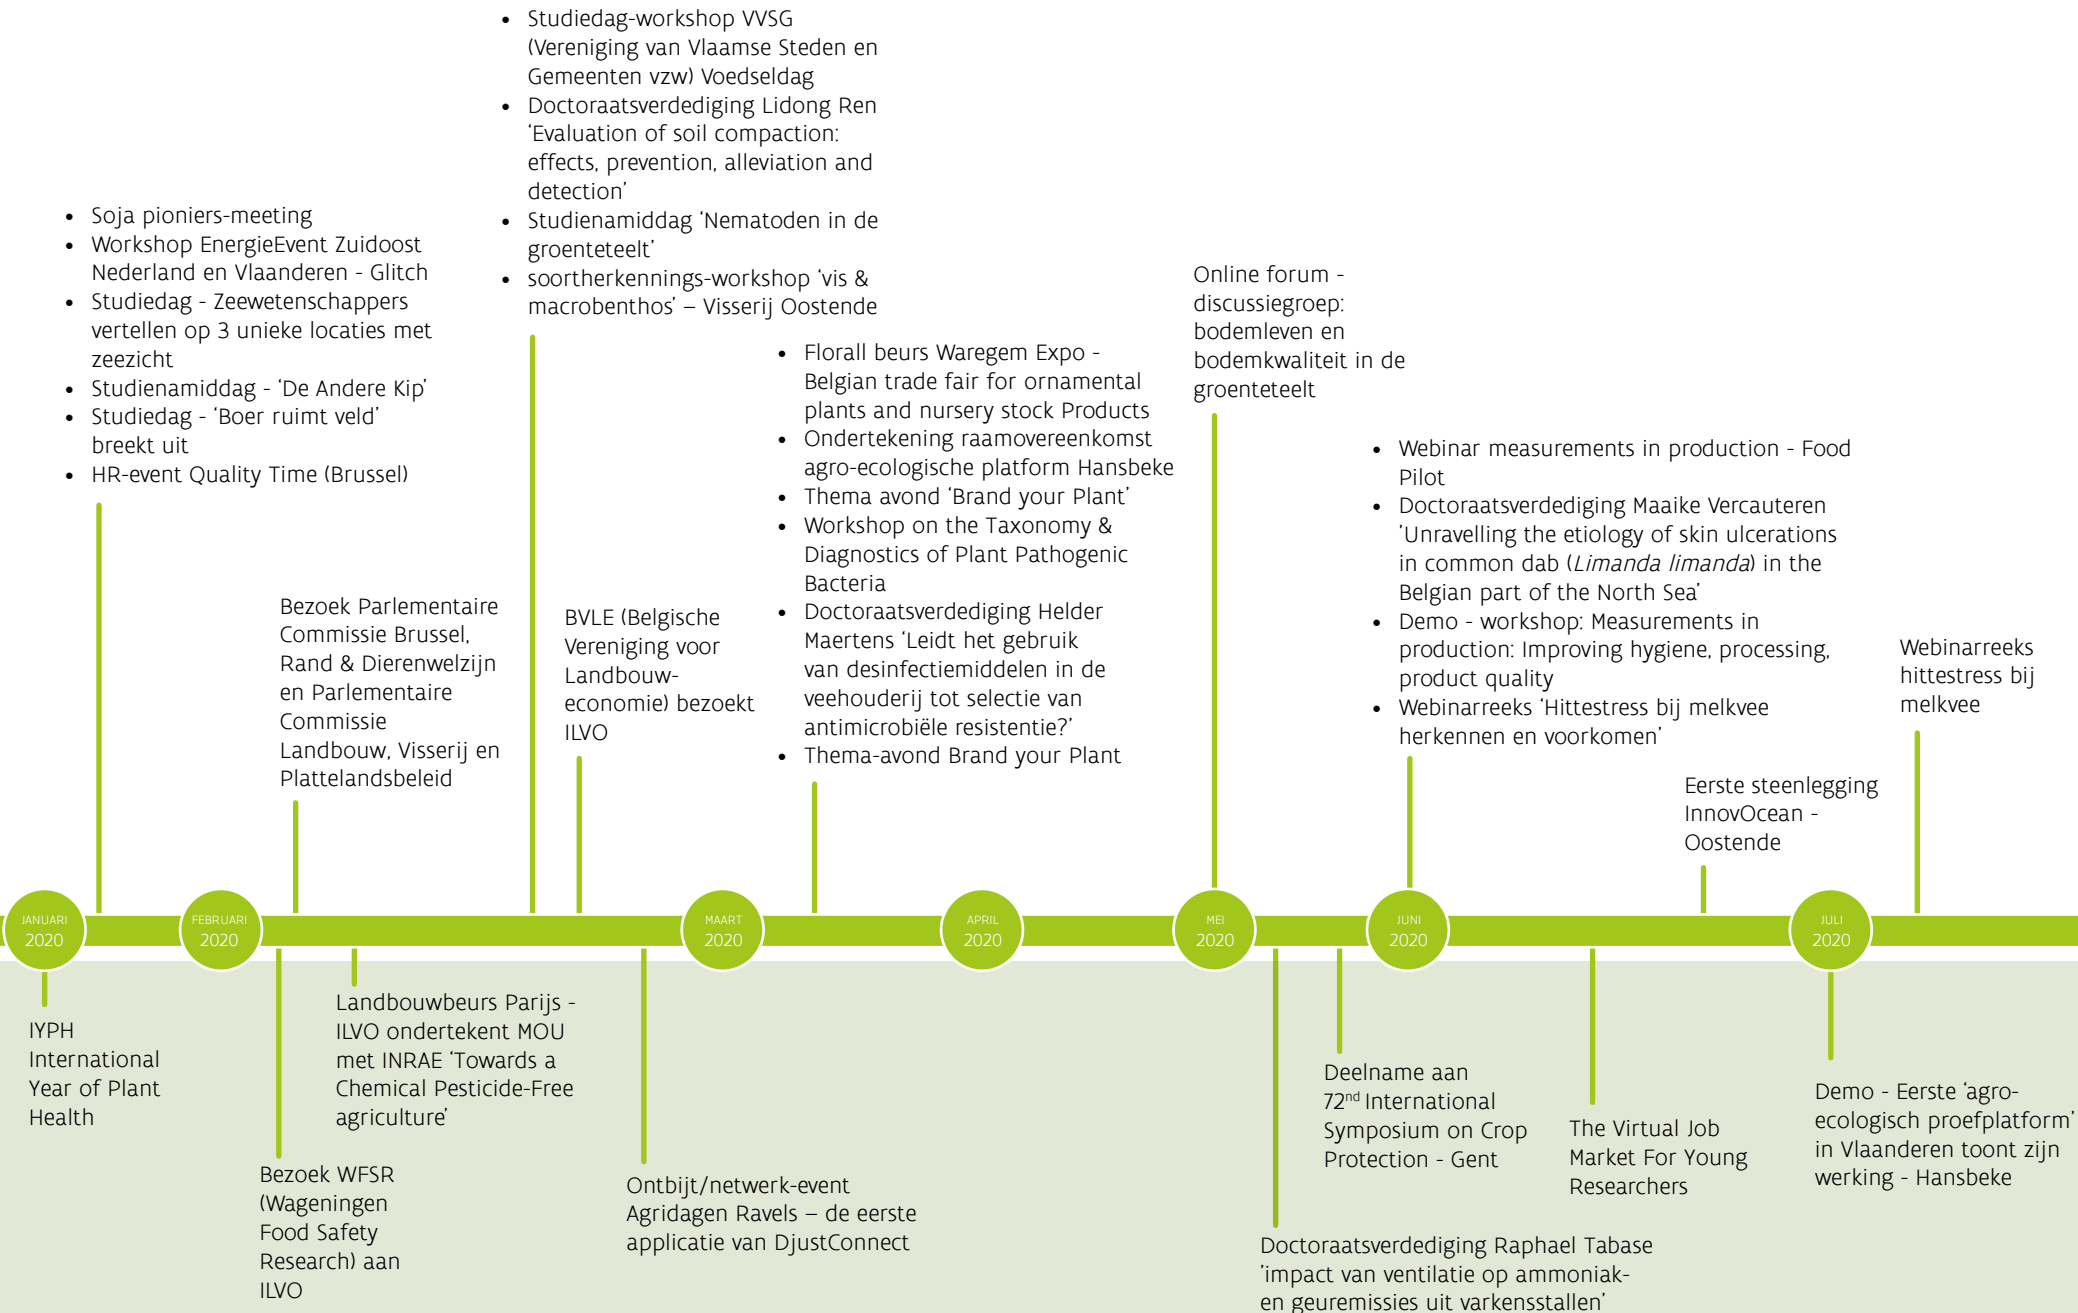 • Studiedag-workshop VVSG
(Vereniging van Vlaamse Steden en
Gemeenten vzw) Voedseldag
• Doctoraatsverdediging Lidong Ren
‘Evaluation of soil compaction:
effects, prevention, alleviation and
detection’
• Studienamiddag ‘Nematoden in de
groenteteelt’
• soortherkennings-workshop ‘vis &
macrobenthos’ – Visserij Oostende
• Soja pioniers-meeting
• Workshop EnergieEvent Zuidoost
Nederland en Vlaanderen - Glitch
• Studiedag - Zeewetenschappers
vertellen op 3 unieke locaties met
zeezicht
• Studienamiddag - ‘De Andere Kip’
• Studiedag - ‘Boer ruimt veld’
breekt uit
• HR-event Quality Time (Brussel)
Bezoek Parlementaire
Commissie Brussel,
Rand & Dierenwelzijn
en Parlementaire
Commissie
Landbouw, Visserij en
Plattelandsbeleid
BVLE (Belgische
Vereniging voor
Landbouw-
economie) bezoekt
ILVO
• Florall beurs Waregem Expo -
Belgian trade fair for ornamental
plants and nursery stock Products
• Ondertekening raamovereenkomst
agro-ecologische platform Hansbeke
• Thema avond ‘Brand your Plant’
• Workshop on the Taxonomy &
Diagnostics of Plant Pathogenic
Bacteria
• Doctoraatsverdediging Helder
Maertens ‘Leidt het gebruik
van desinfectiemiddelen in de
veehouderij tot selectie van
antimicrobiële resistentie?’
• Thema-avond Brand your Plant
Online forum -
discussiegroep:
bodemleven en
bodemkwaliteit in de
groenteteelt
• Webinar measurements in production - Food
Pilot
• Doctoraatsverdediging Maaike Vercauteren
’Unravelling the etiology of skin ulcerations
in common dab (Limanda limanda) in the
Belgian part of the North Sea’
• Demo - workshop: Measurements in
production: Improving hygiene, processing,
product quality
• Webinarreeks ‘Hittestress bij melkvee
herkennen en voorkomen’
Eerste steenlegging
InnovOcean -
Oostende
Webinarreeks
hittestress bij
melkvee
JANUARI
2020
FEBRUARI
2020
MAART
2020
APRIL
2020
MEI
2020
JUNI
2020
JULI
2020
IYPH
International
Year of Plant
Health
Bezoek WFSR
(Wageningen
Food Safety
Research) aan
ILVO
Landbouwbeurs Parijs -
ILVO ondertekent MOU
met INRAE ‘Towards a
Chemical Pesticide-Free
agriculture’
Ontbijt/netwerk-event
Agridagen Ravels – de eerste
applicatie van DjustConnect
Doctoraatsverdediging Raphael Tabase
’impact van ventilatie op ammoniak-
en geuremissies uit varkensstallen’
Deelname aan
72nd International
Symposium on Crop
Protection - Gent
The Virtual Job
Market For Young
Researchers
Demo - Eerste ‘agro-
ecologisch proefplatform’
in Vlaanderen toont zijn
werking - Hansbeke